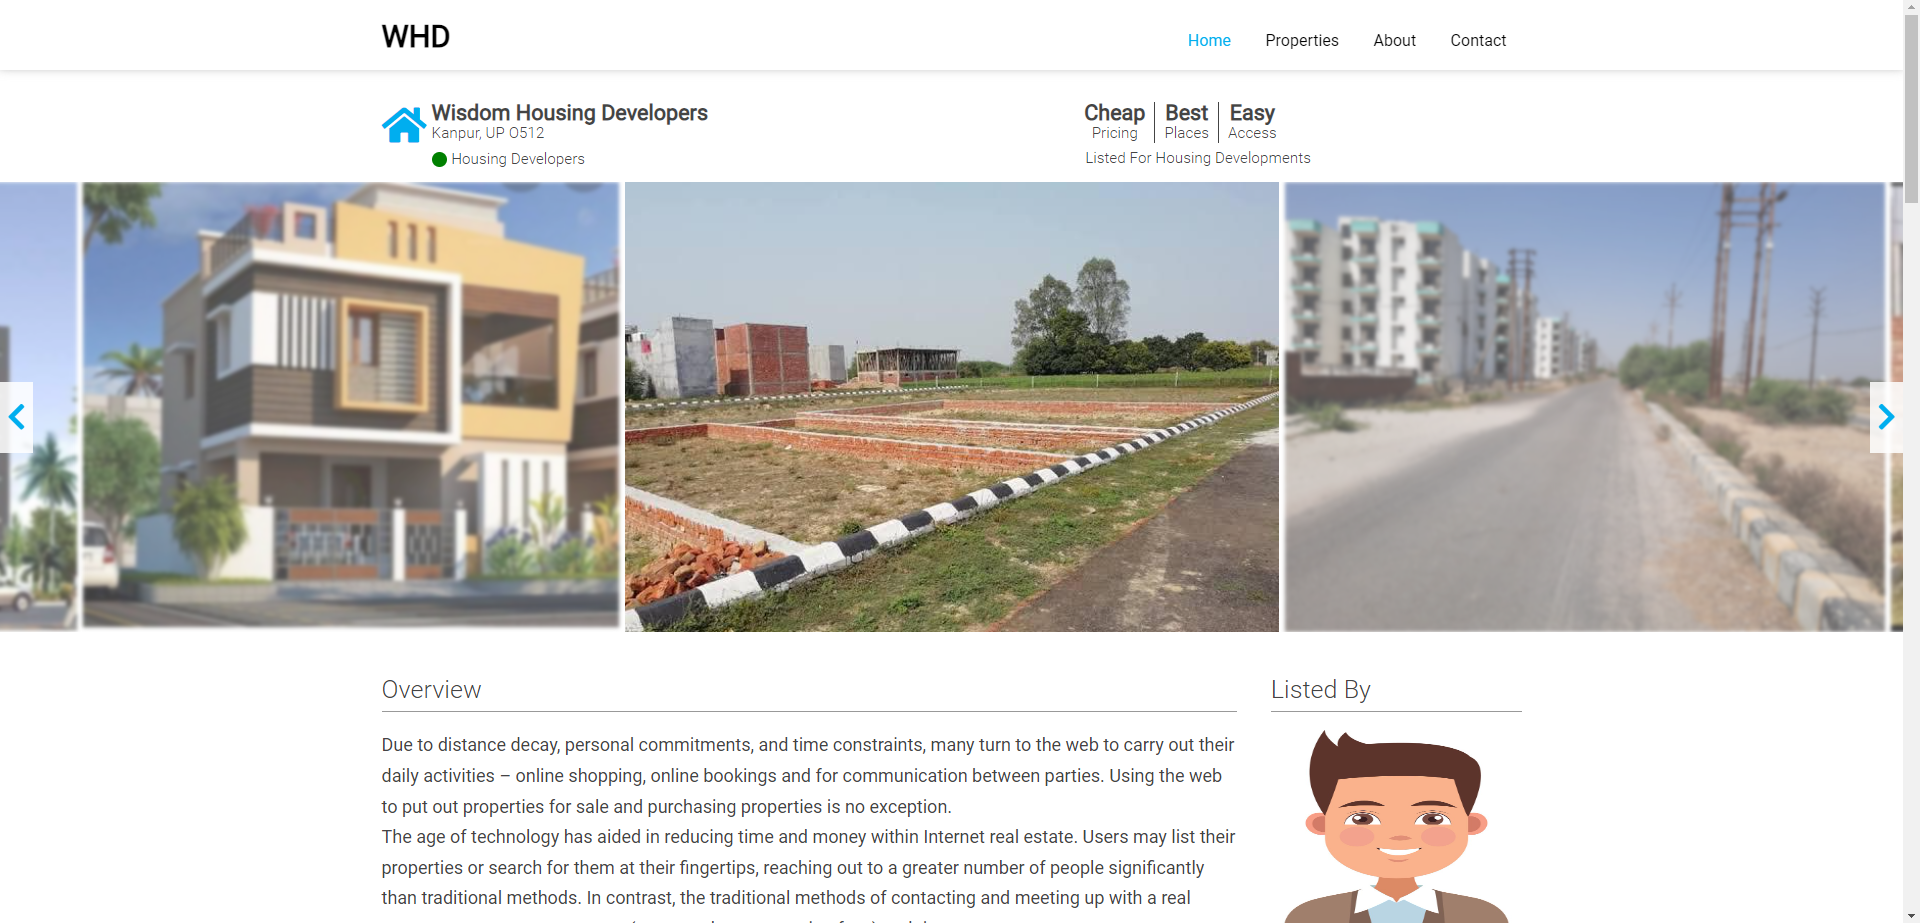 WHD
Home Properties About Contact
Wisdom Housing Developers
Kanpur, UP O512
Housing Developers
Cheap Best Easy
Pricing Places Access
Listed For Housing Developments
Overview
Due to distance decay, personal commitments, and time constraints, many turn to the web to carry out their
daily activities – online shopping, online bookings and for communication between parties. Using the web
to put out properties for sale and purchasing properties is no exception.
The age of technology has aided in reducing time and money within Internet real estate. Users may list their
properties or search for them at their fingertips, reaching out to a greater number of people significantly
than traditional methods. In contrast, the traditional methods of contacting and meeting up with a real
Listed By